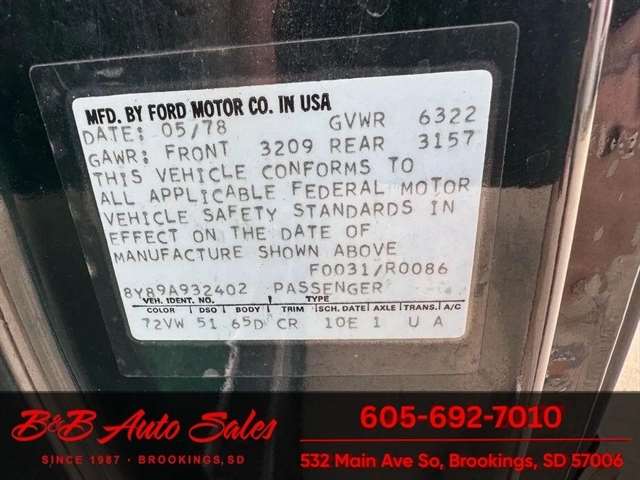 MFD. BY FORD MOTOR CO. IN USA
DATE: 05/78 GVWR 6322
GAWR: FRONT 3209 REAR 3157
THIS VEHICLE CONFORMS TO
ALL APPLICABLE FEDERAL MOTOR
VEHICLE SAFETY STANDARDS IN
EFFECT ON THE DATE OF
MANUFACTURE SHOWN ABOVE
F0031/R0086
8Y89A932402 PASSENGER
VEH. IDENT. NO. TYPE
COLOR DSO BODY TRIM SCH. DATE AXLE TRANS. A/C
72VW 51 65D CR 10E 1 U A
B&B Auto Sales
SINCE 1987 • BROOKINGS, SD
605-692-7010
532 Main Ave So, Brookings, SD 57006